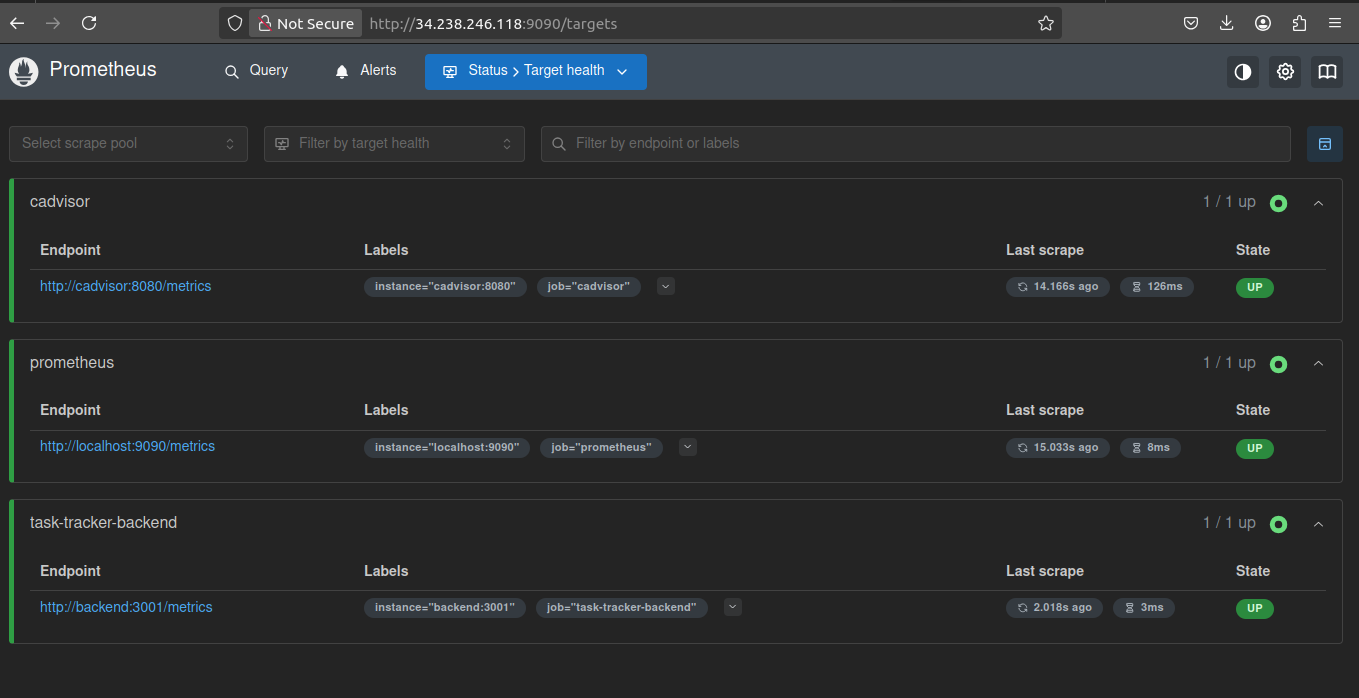 Not Secure http://34.238.246.118:9090/targets
Prometheus Query Alerts Status > Target health
Select scrape pool Filter by target health Filter by endpoint or labels
cadvisor 1 / 1 up
Endpoint Labels Last scrape State
http://cadvisor:8080/metrics instance="cadvisor:8080" job="cadvisor" 14.166s ago 126ms UP
prometheus 1 / 1 up
Endpoint Labels Last scrape State
http://localhost:9090/metrics instance="localhost:9090" job="prometheus" 15.033s ago 8ms UP
task-tracker-backend 1 / 1 up
Endpoint Labels Last scrape State
http://backend:3001/metrics instance="backend:3001" job="task-tracker-backend" 2.018s ago 3ms UP